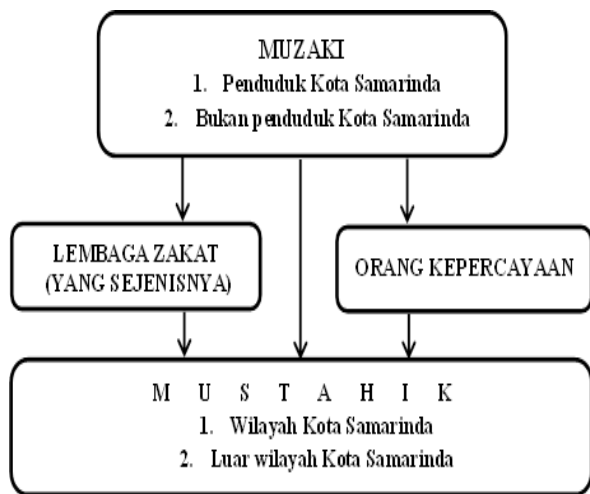 MUZAKI
1. Penduduk Kota Samarinda
2. Bukan penduduk Kota Samarinda
LEMBAGA ZAKAT
(YANG SEJENISNYA)
ORANG KEPERCAYAAN
M U S T A H I K
1. Wilayah Kota Samarinda
2. Luar wilayah Kota Samarinda